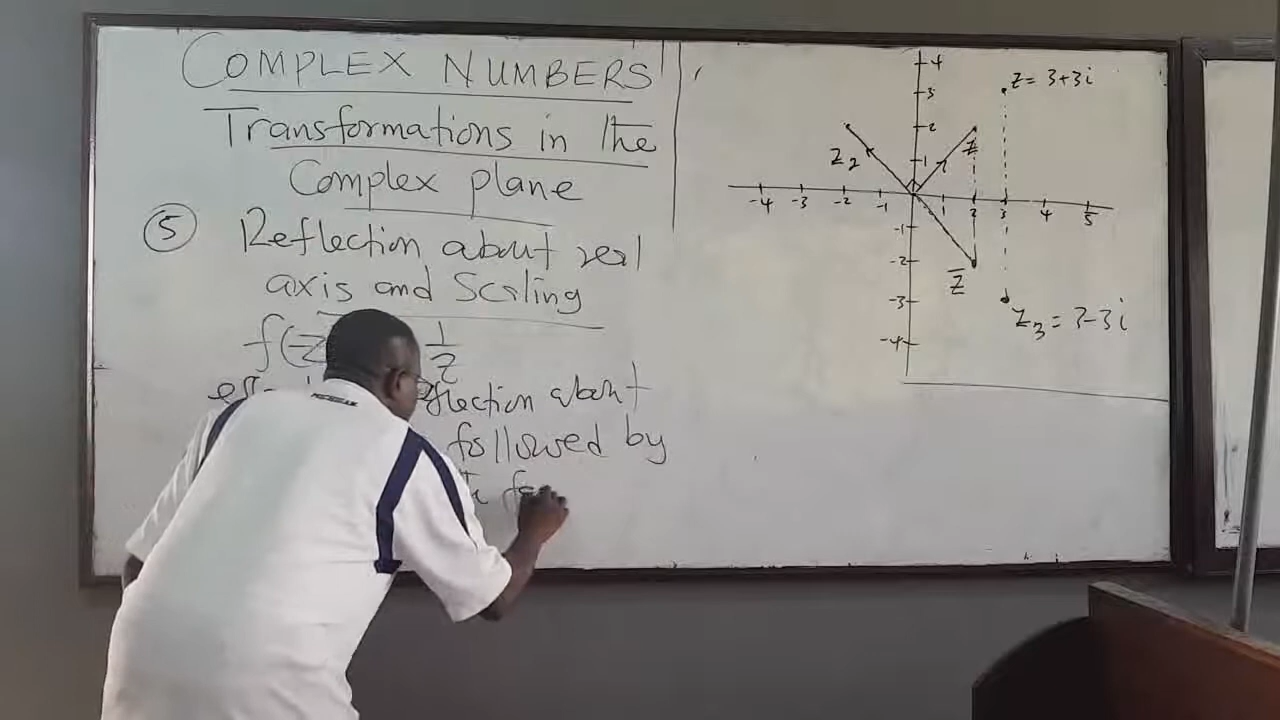 COMPLEX NUMBERS
Transformations in the
Complex plane
⑤ Reflection about real
axis and Scaling
f(z 1/z
about
followed by
4
3
2
1
-4 -3 -2 -1 1 2 3 4 5
-1
-2
-3
-4
z = 3+3i
z₂
z
z̅
z₃ = 3-3i